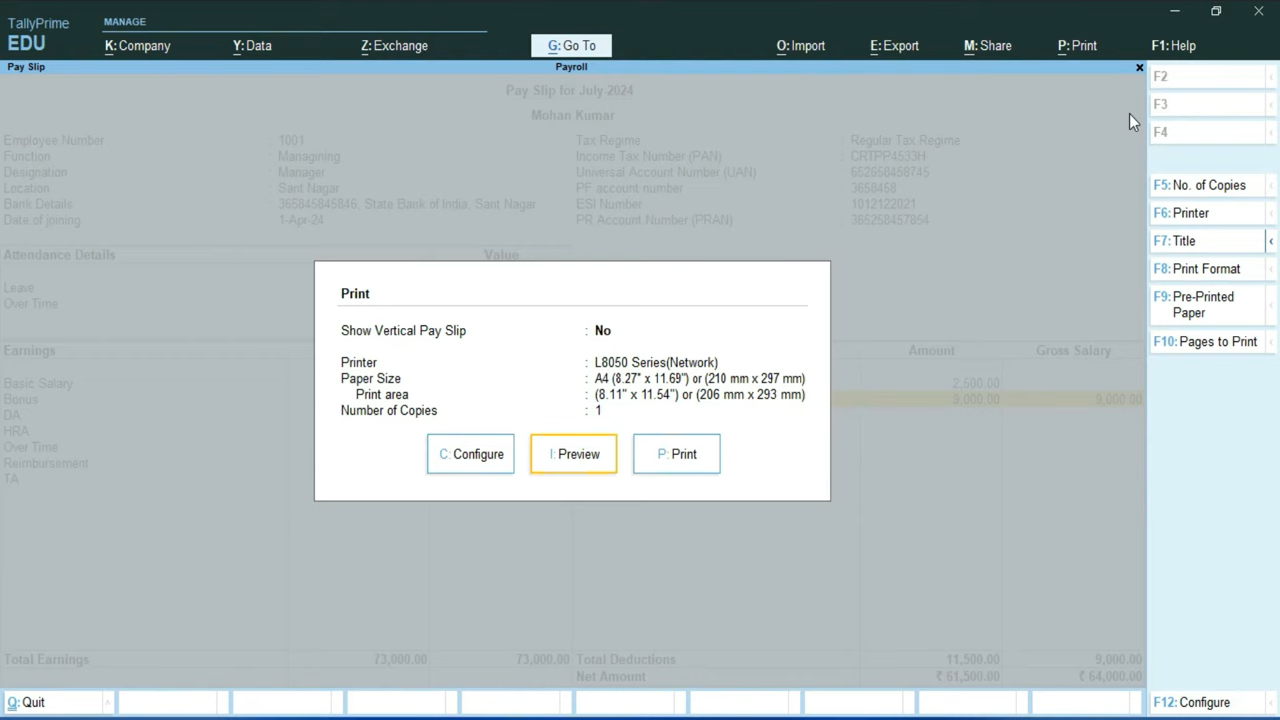 TallyPrime
EDU
MANAGE
K: Company
Y: Data
Z: Exchange
G: Go To
O: Import
E: Export
M: Share
P: Print
F1: Help
Pay Slip
Payroll
Pay Slip for July-2024
Mohan Kumar
Employee Number : 1001
Tax Regime : Regular Tax Regime
Function : Managining
Income Tax Number (PAN) : CRTPP4533H
Designation : Manager
Universal Account Number (UAN) : 652658458745
Location : Sant Nagar
PF account number : 3658456
Bank Details : 365845845846, State Bank of India, Sant Nagar
ESI Number : 1012122021
Date of joining : 1-Apr-24
PR Account Number (PRAN) : 365258457854
Attendance Details
Value
Leave
Over Time
Earnings
Amount
Gross Salary
Basic Salary
2,500.00
Bonus
9,000.00
9,000.00
DA
HRA
Over Time
Reimbursement
TA
Total Earnings
73,000.00
73,000.00
Total Deductions
11,500.00
9,000.00
Net Amount
₹ 61,500.00
₹ 64,000.00
Print
Show Vertical Pay Slip : No
Printer : L8050 Series(Network)
Paper Size : A4 (8.27" x 11.69") or (210 mm x 297 mm)
Print area : (8.11" x 11.54") or (206 mm x 293 mm)
Number of Copies : 1
C: Configure
I: Preview
P: Print
F2
F3
F4
F5: No. of Copies
F6: Printer
F7: Title
F8: Print Format
F9: Pre-Printed
Paper
F10: Pages to Print
Q: Quit
F12: Configure